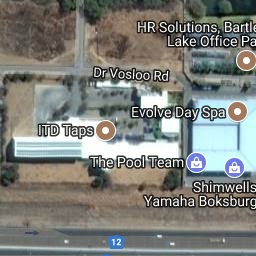 HR Solutions, Bartle
Lake Office Pa
Dr Vosloo Rd
Evolve Day Spa
ITD Taps
The Pool Team
Shimwells
Yamaha Boksburg
12